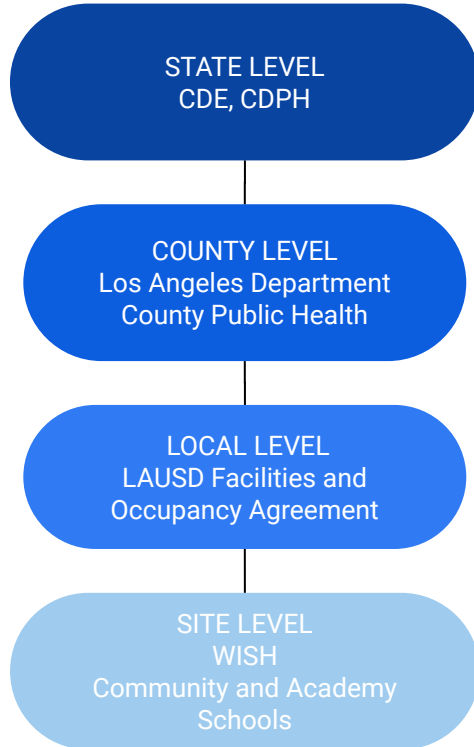 STATE LEVEL
CDE, CDPH
COUNTY LEVEL
Los Angeles Department
County Public Health
LOCAL LEVEL
LAUSD Facilities and
Occupancy Agreement
SITE LEVEL
WISH
Community and Academy
Schools